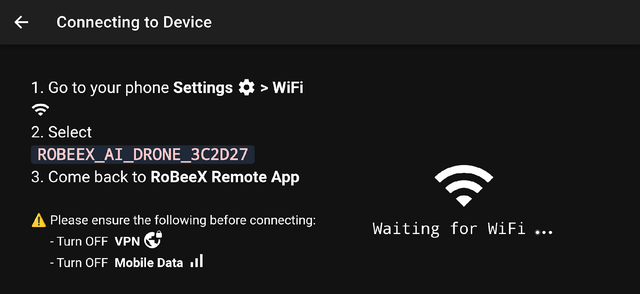 Connecting to Device
1. Go to your phone Settings > WiFi
2. Select
ROBEEX_AI_DRONE_3C2D27
3. Come back to RoBeeX Remote App
⚠️ Please ensure the following before connecting:
- Turn OFF VPN
- Turn OFF Mobile Data
Waiting for WiFi ...